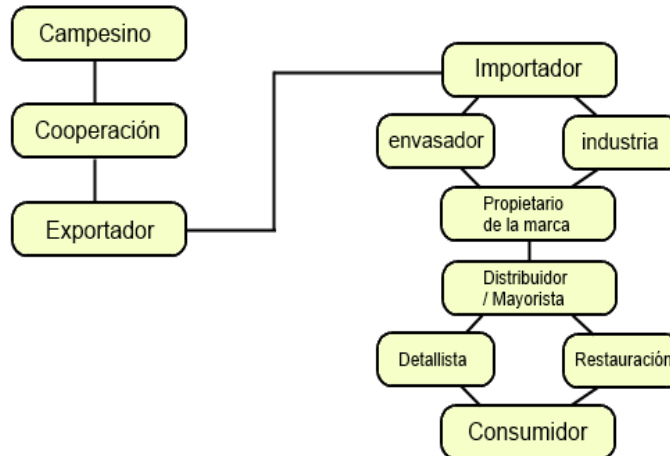 Campesino
Cooperación
Exportador
Importador
envasador
industria
Propietario
de la marca
Distribuidor
/ Mayorista
Detallista
Restauración
Consumidor